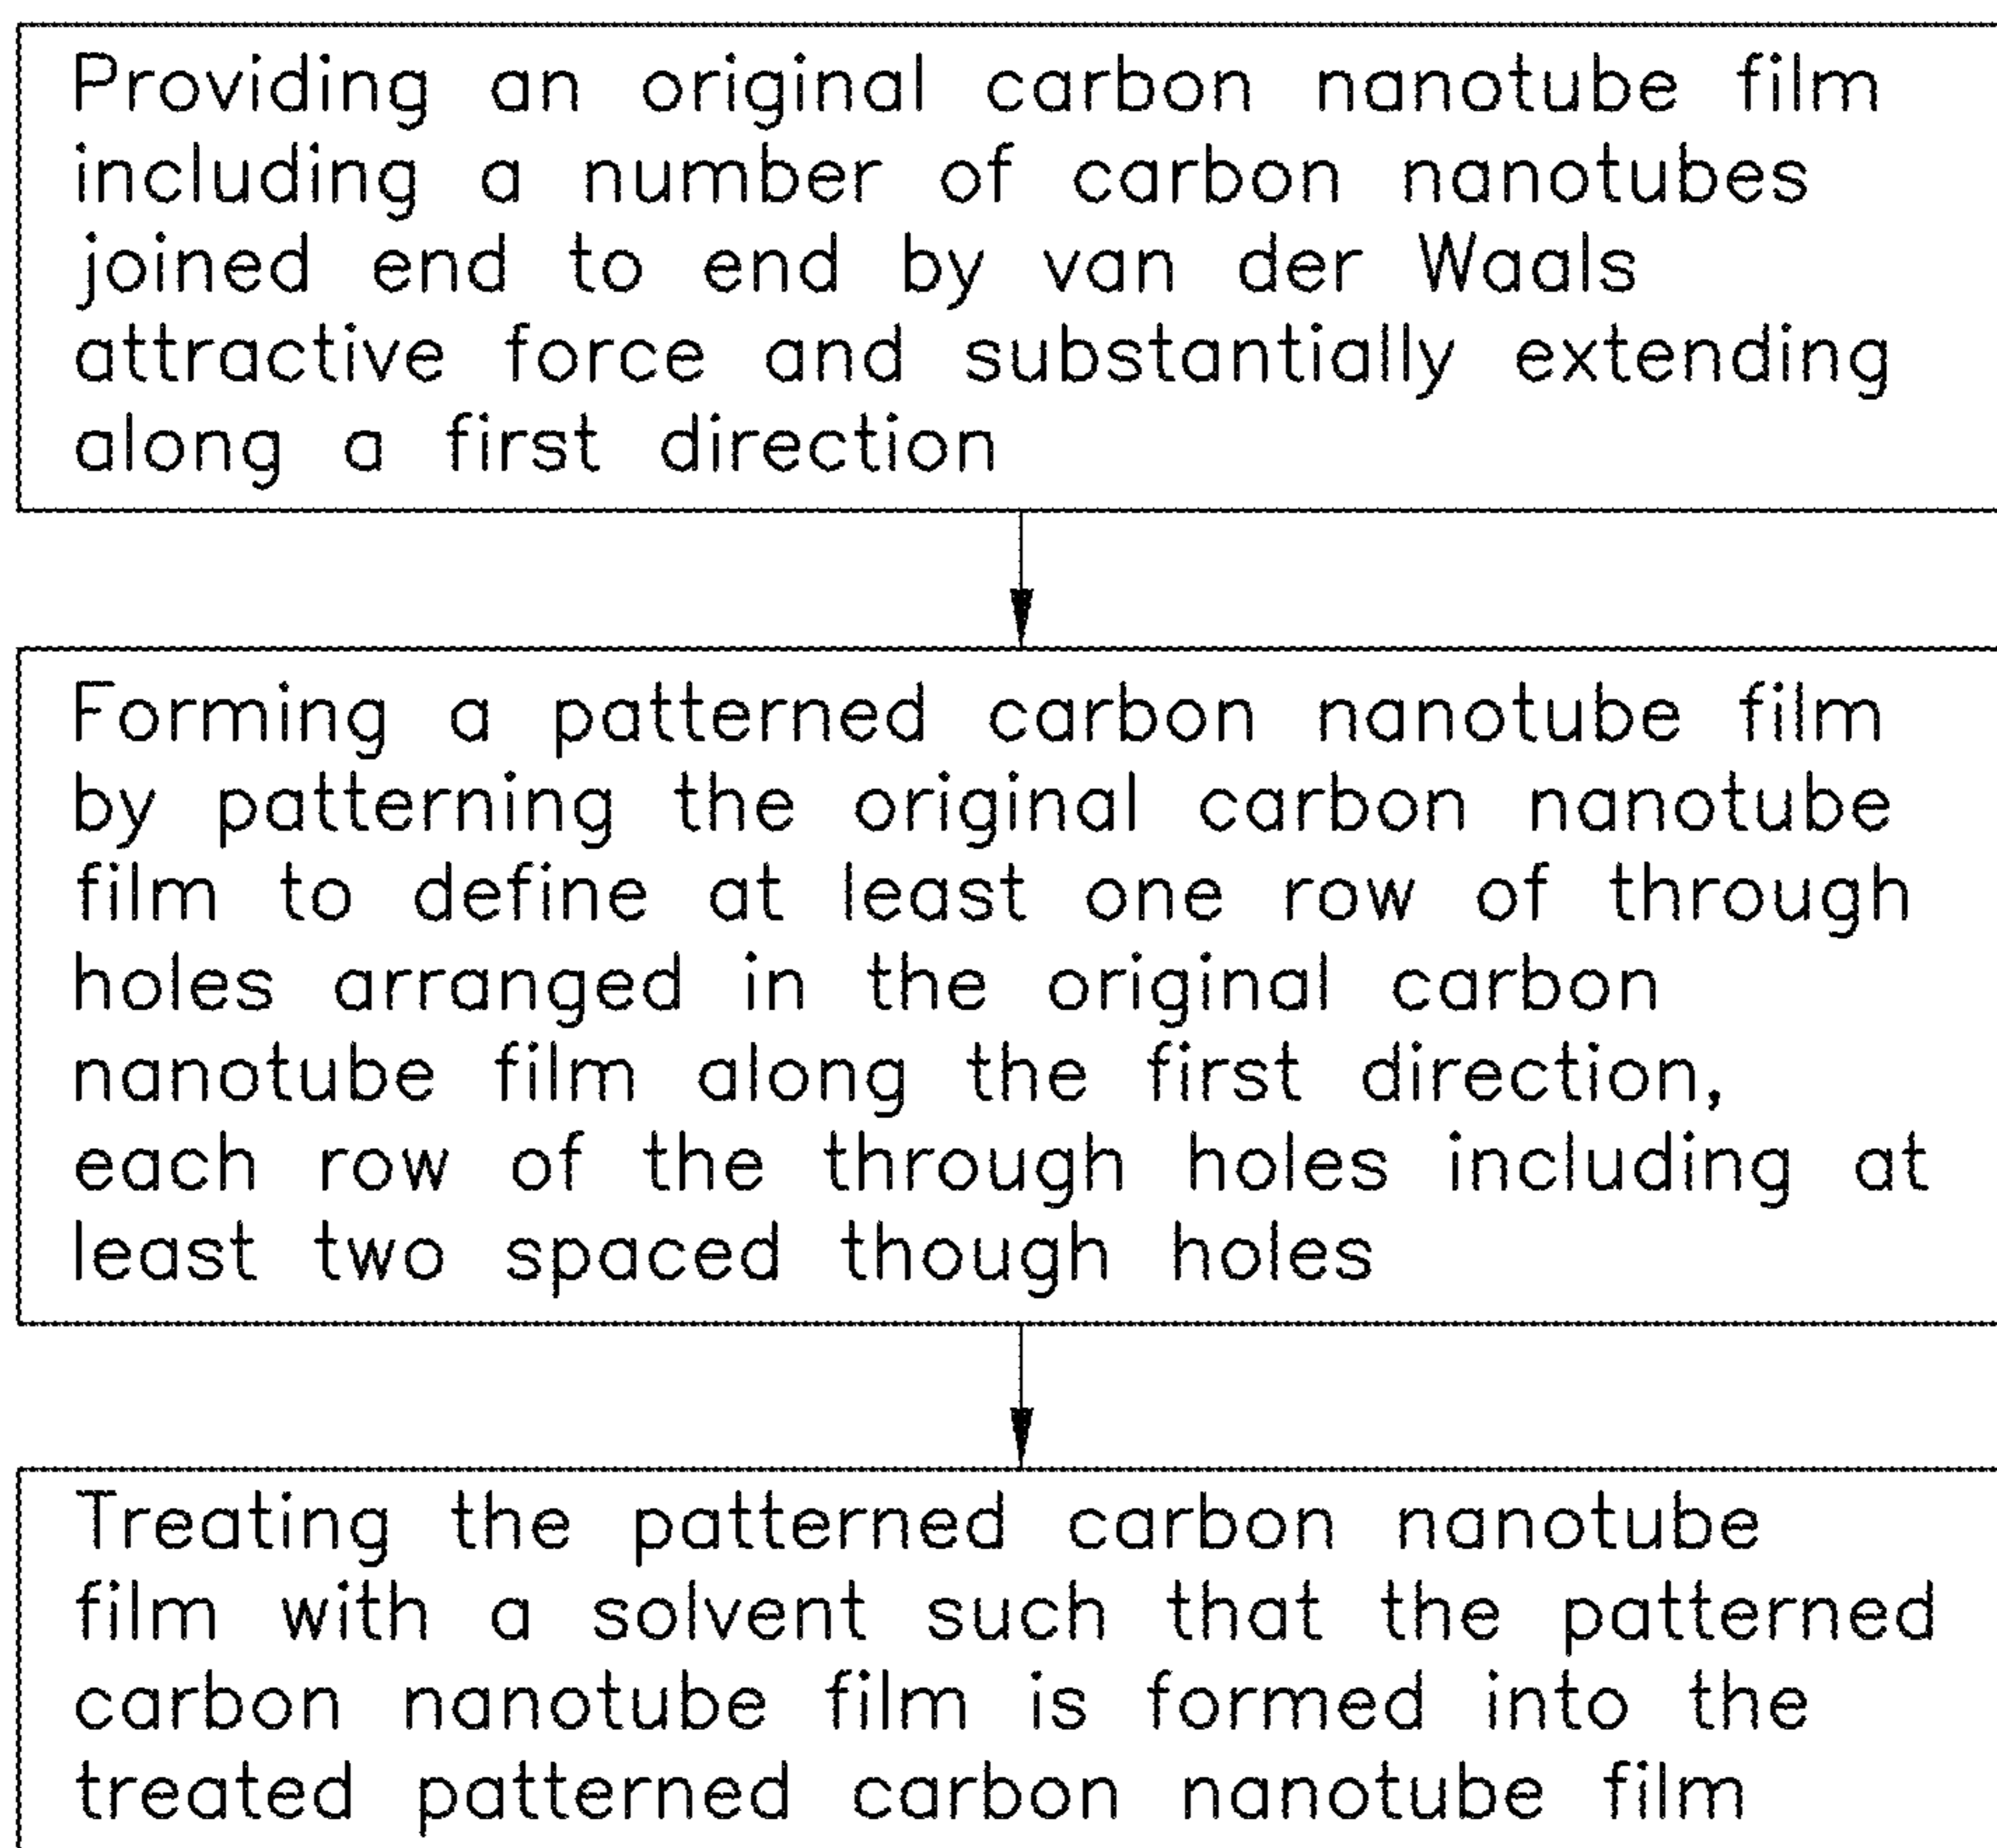 Providing an original carbon nanotube film
including a number of carbon nanotubes
joined end to end by van der Waals
attractive force and substantially extending
along a first direction
Forming a patterned carbon nanotube film
by patterning the original carbon nanotube
film to define at least one row of through
holes arranged in the original carbon
nanotube film along the first direction,
each row of the through holes including at
least two spaced though holes
Treating the patterned carbon nanotube
film with a solvent such that the patterned
carbon nanotube film is formed into the
treated patterned carbon nanotube film